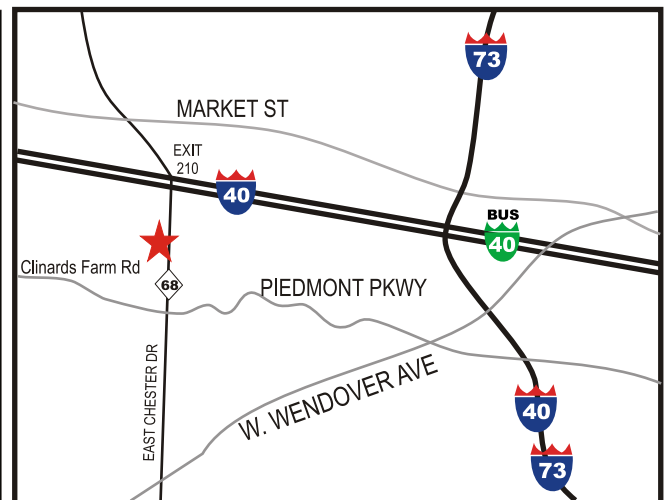 73
MARKET ST
EXIT
210
40
BUS
40
Clinards Farm Rd
68
PIEDMONT PKWY
EAST CHESTER DR
W. WENDOVER AVE
40
73